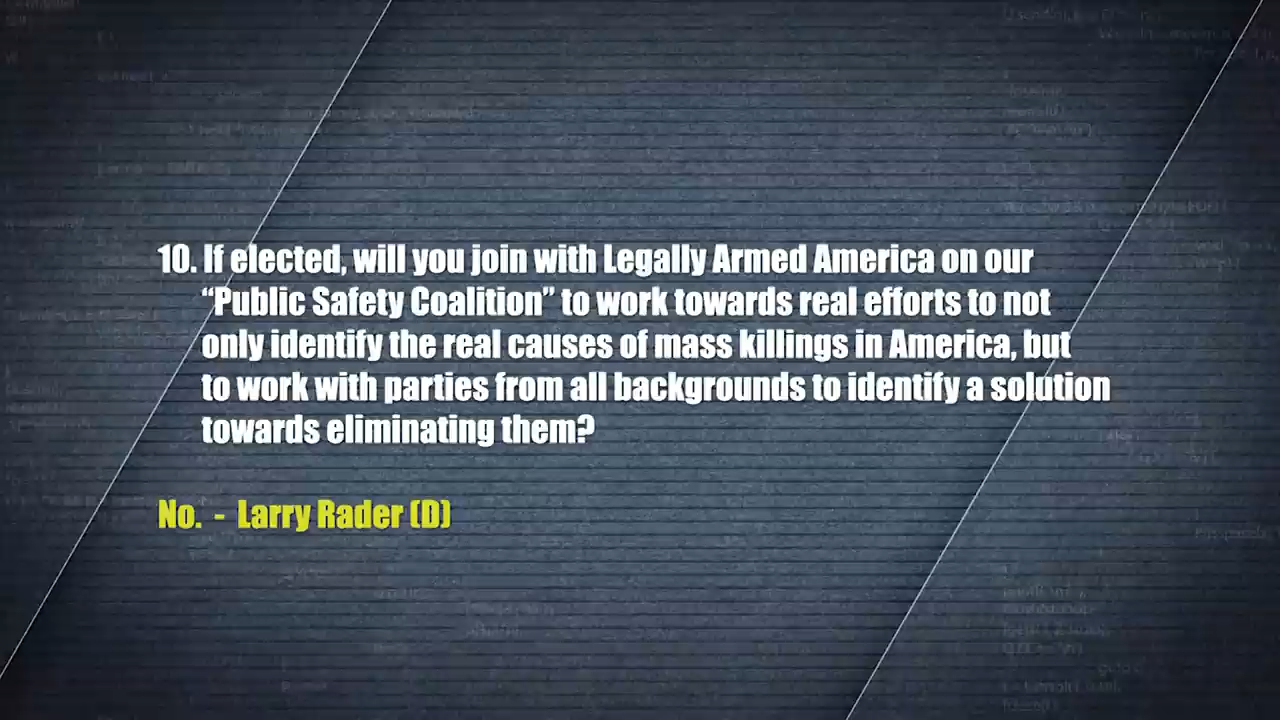 10. If elected, will you join with Legally Armed America on our
“Public Safety Coalition” to work towards real efforts to not
only identify the real causes of mass killings in America, but
to work with parties from all backgrounds to identify a solution
towards eliminating them?
No. - Larry Rader (D)